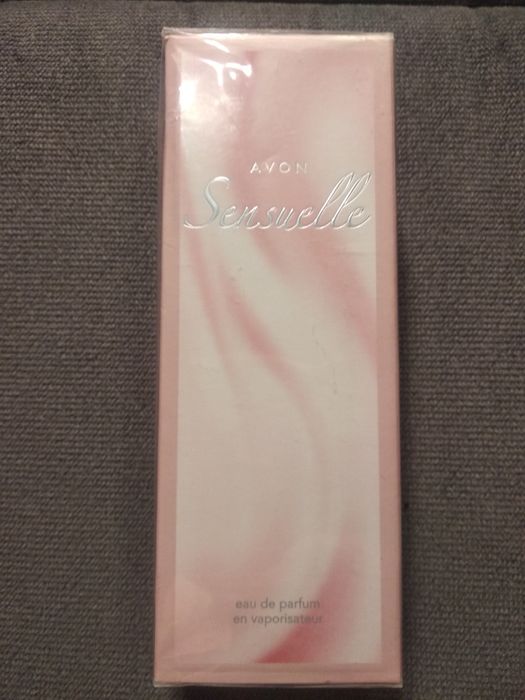 AVON
Sensuelle
eau de parfum
en vaporisateur